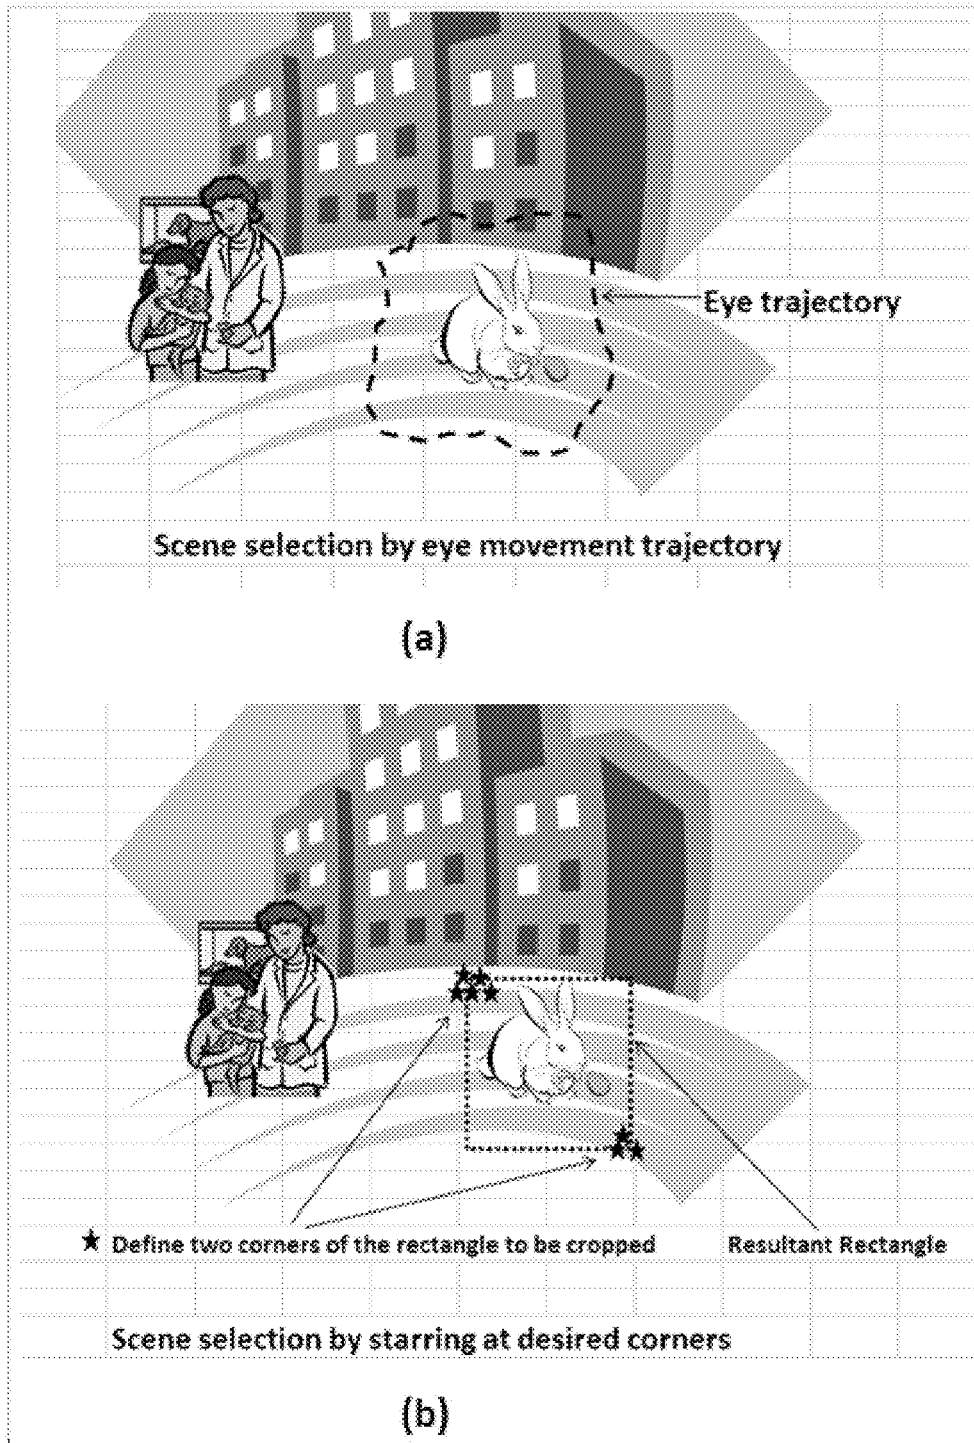 Eye trajectory
Scene selection by eye movement trajectory
(a)
★ Define two corners of the rectangle to be cropped
Resultant Rectangle
Scene selection by starring at desired corners
(b)